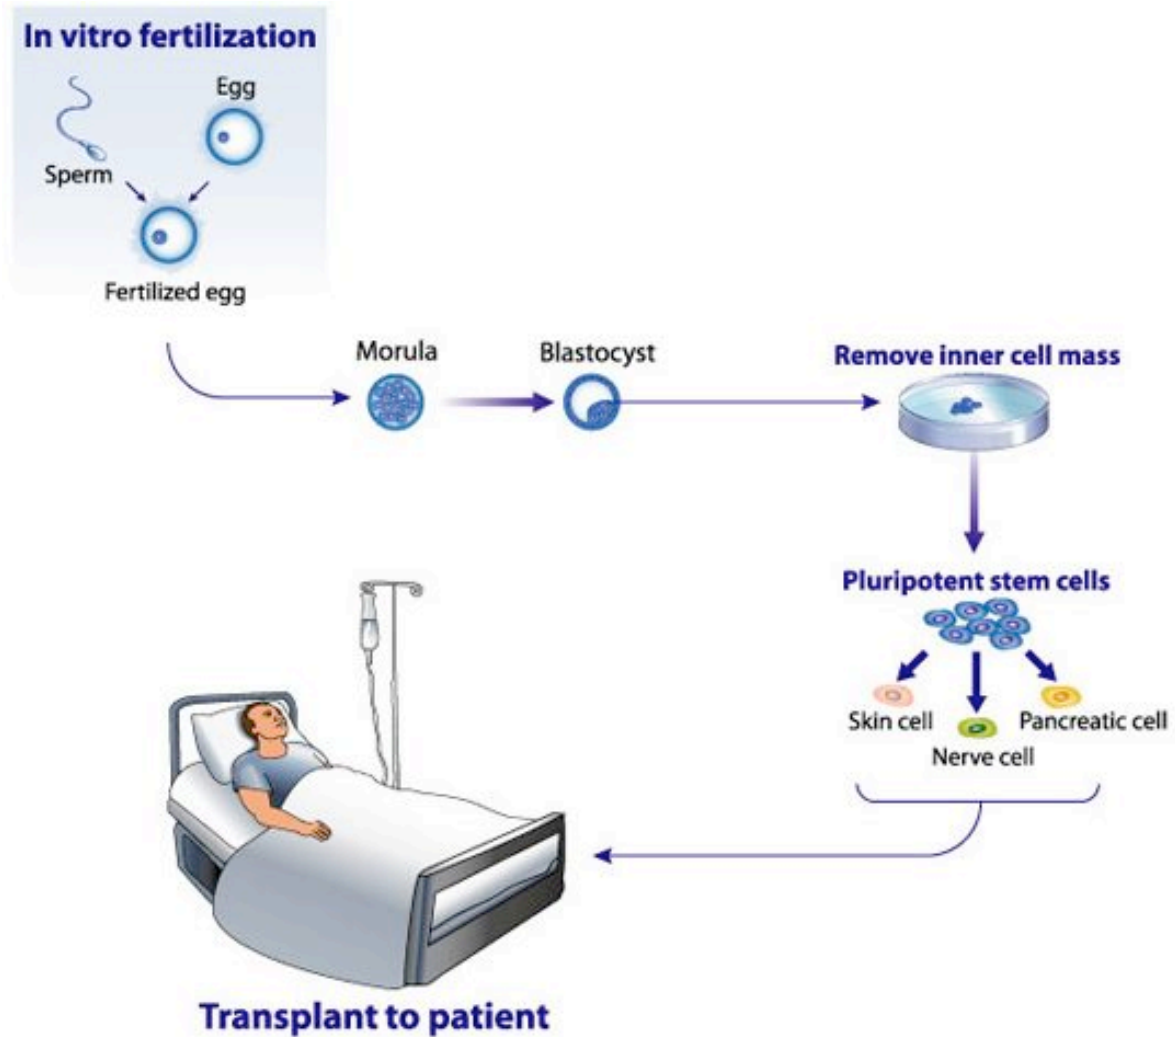 In vitro fertilization
Egg
Sperm
Fertilized egg
Morula
Blastocyst
Remove inner cell mass
Pluripotent stem cells
Skin cell
Pancreatic cell
Nerve cell
Transplant to patient